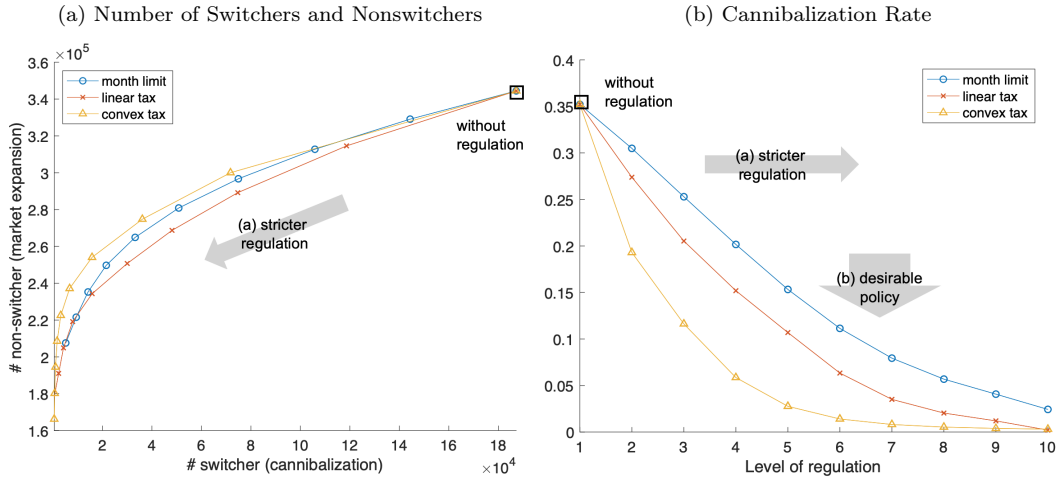 (a) Number of Switchers and Nonswitchers
×10⁵
3.6
3.4
3.2
3
2.8
2.6
2.4
2.2
2
1.8
1.6
# non-switcher (market expansion)
month limit
linear tax
convex tax
without
regulation
(a) stricter
regulation
2
4
6
8
10
12
14
16
18
# switcher (cannibalization)
×10⁴
(b) Cannibalization Rate
0.4
0.35
0.3
0.25
0.2
0.15
0.1
0.05
0
without
regulation
month limit
linear tax
convex tax
(a) stricter
regulation
(b) desirable
policy
1
2
3
4
5
6
7
8
9
10
Level of regulation